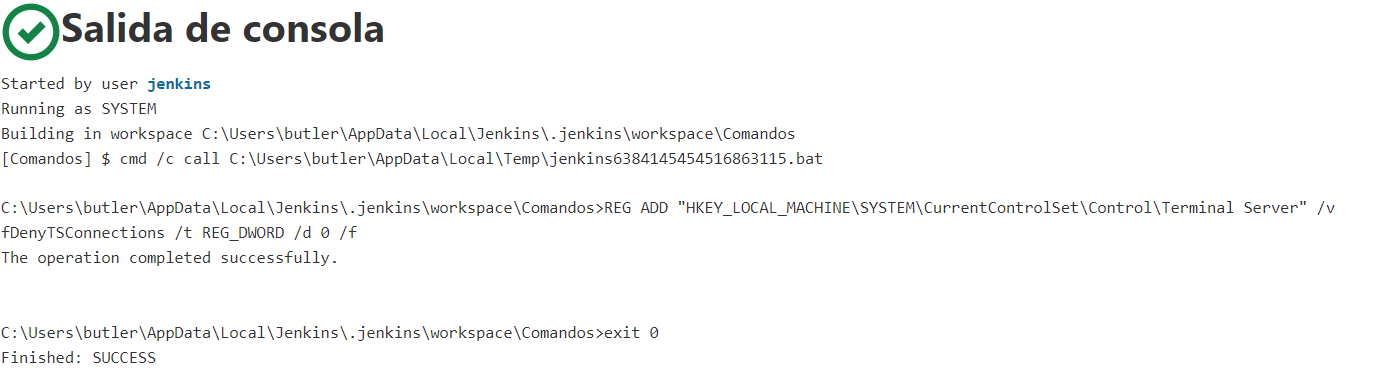 Salida de consola
Started by user jenkins
Running as SYSTEM
Building in workspace C:\Users\butler\AppData\Local\Jenkins\.jenkins\workspace\Comandos
[Comandos] $ cmd /c call C:\Users\butler\AppData\Local\Temp\jenkins6384145454516863115.bat
C:\Users\butler\AppData\Local\Jenkins\.jenkins\workspace\Comandos>REG ADD "HKEY_LOCAL_MACHINE\SYSTEM\CurrentControlSet\Control\Terminal Server" /v
fDenyTSConnections /t REG_DWORD /d 0 /f
The operation completed successfully.
C:\Users\butler\AppData\Local\Jenkins\.jenkins\workspace\Comandos>exit 0
Finished: SUCCESS